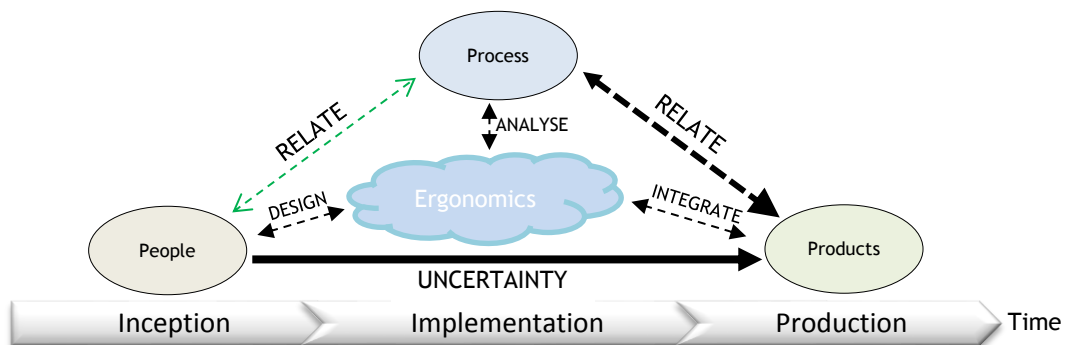 Process
RELATE
ANALYSE
RELATE
Ergonomics
DESIGN
INTEGRATE
People
Products
UNCERTAINTY
Inception
Implementation
Production
Time